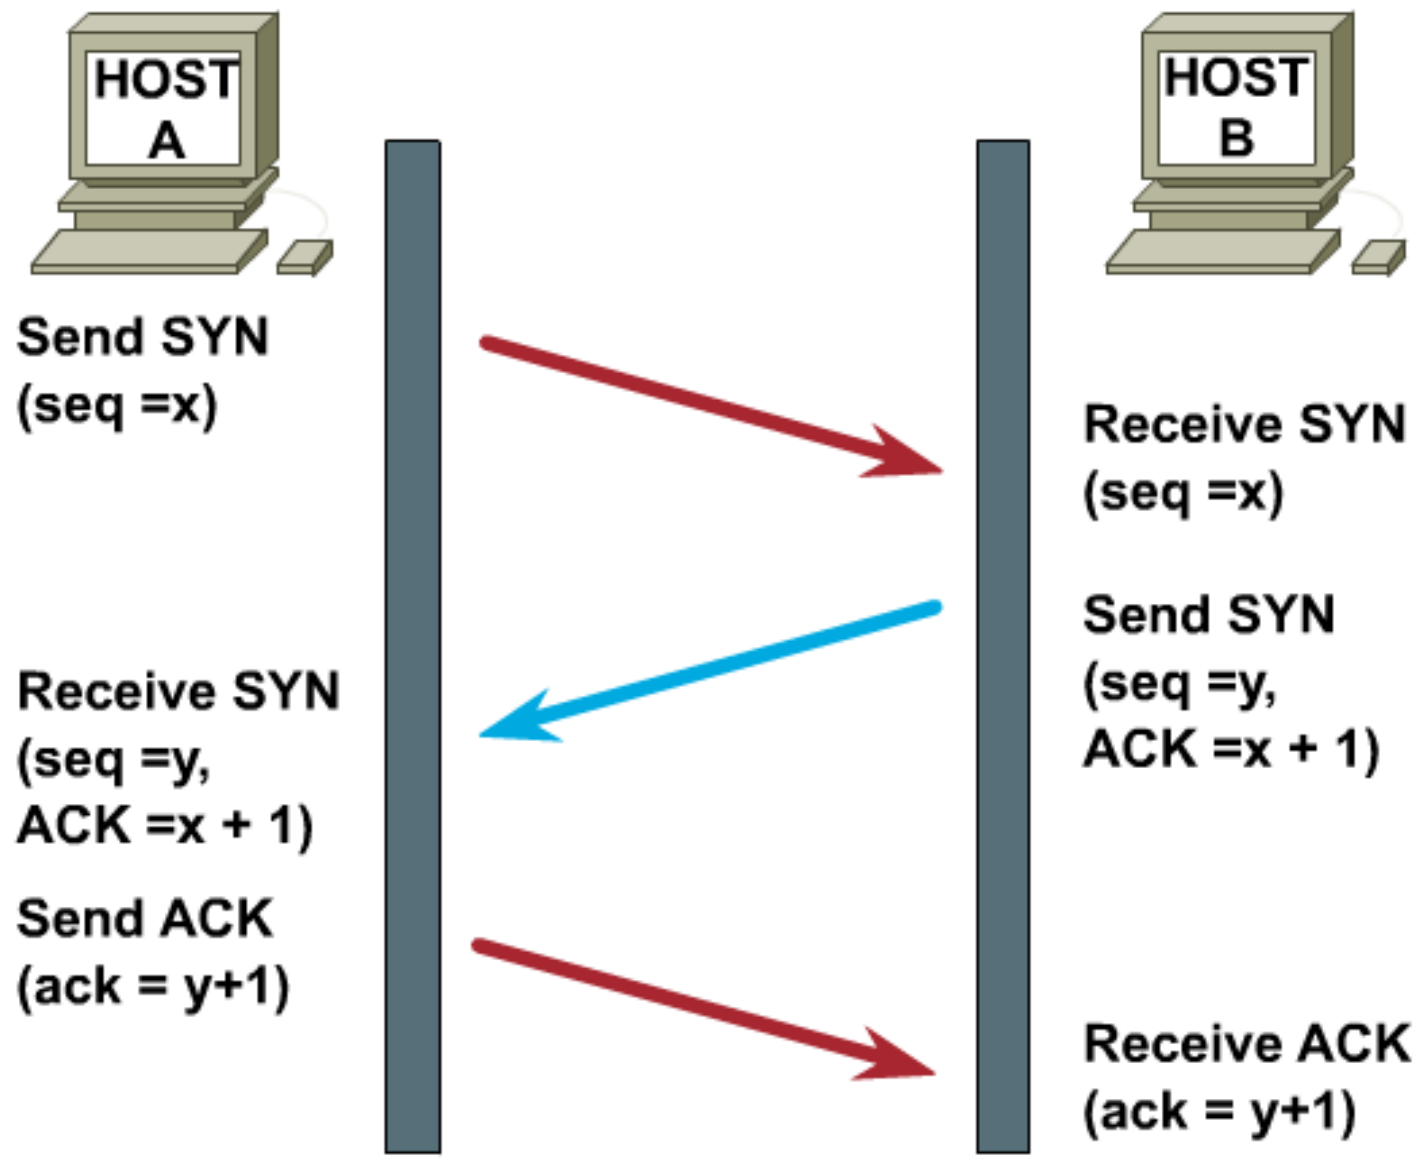 HOST
A
HOST
B
Send SYN
(seq =x)
Receive SYN
(seq =x)
Send SYN
(seq =y,
ACK =x + 1)
Receive SYN
(seq =y,
ACK =x + 1)
Send ACK
(ack = y+1)
Receive ACK
(ack = y+1)